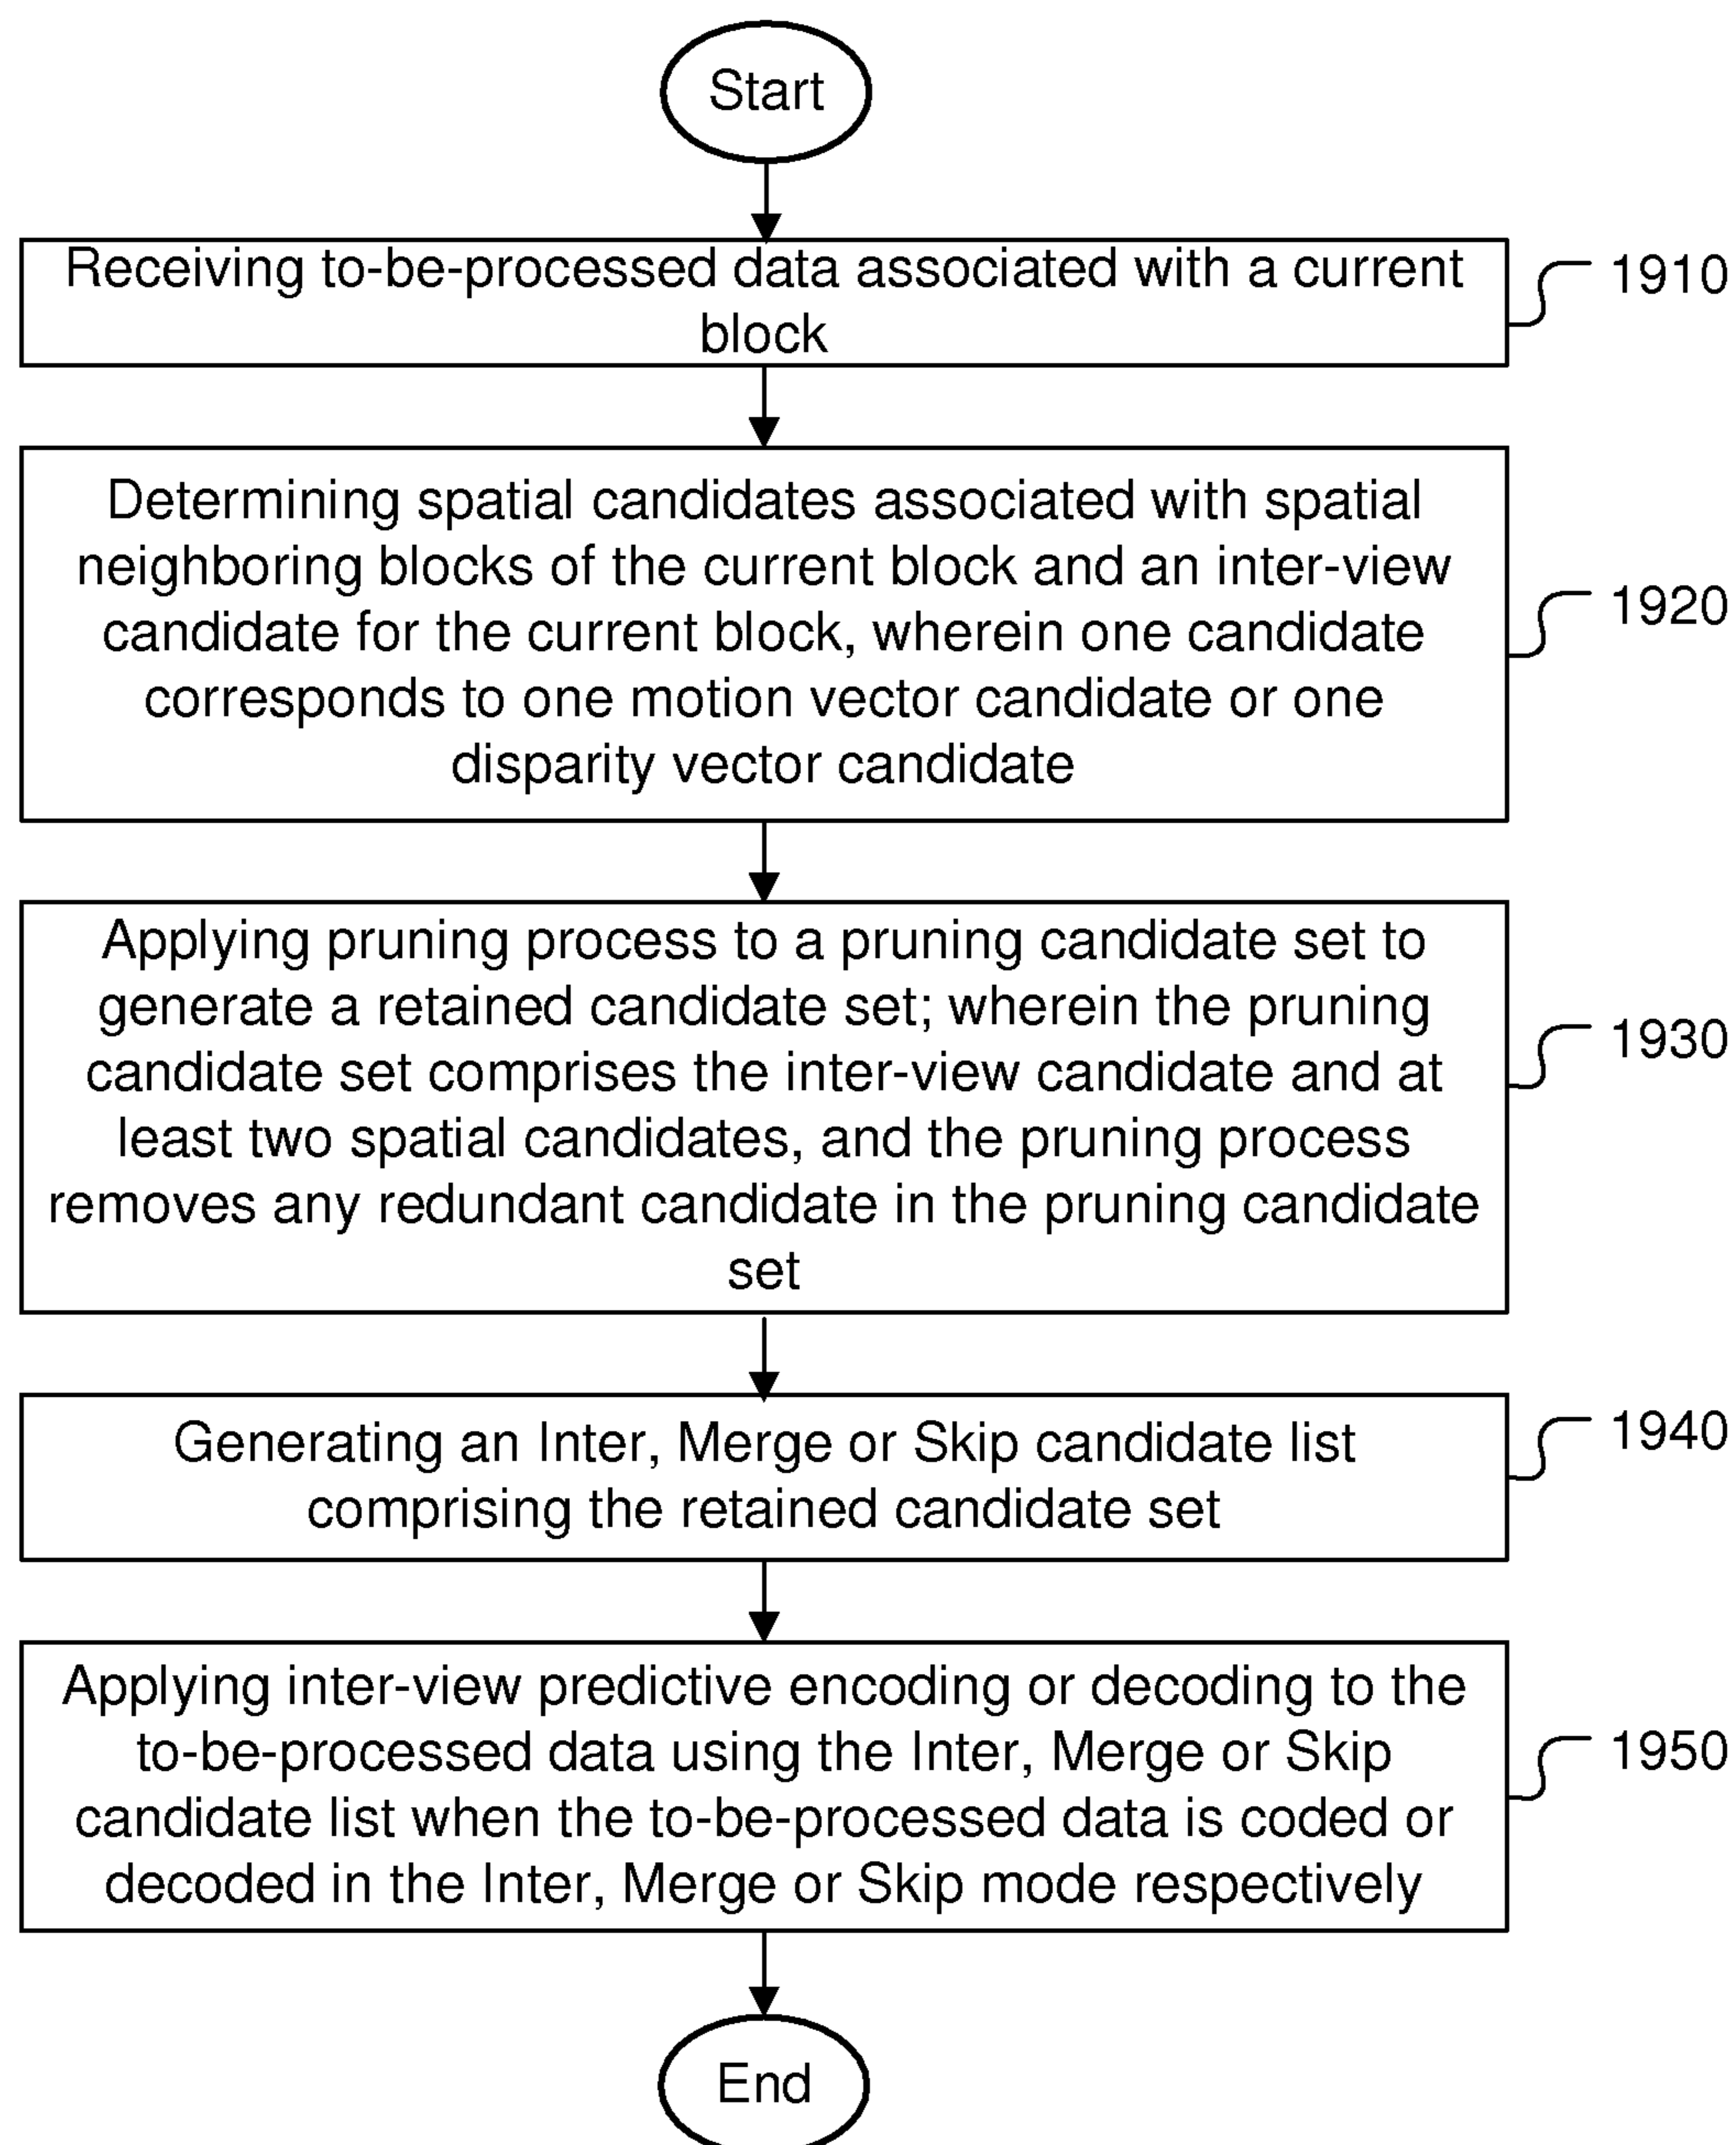 Start
Receiving to-be-processed data associated with a current
block
1910
Determining spatial candidates associated with spatial
neighboring blocks of the current block and an inter-view
candidate for the current block, wherein one candidate
corresponds to one motion vector candidate or one
disparity vector candidate
1920
Applying pruning process to a pruning candidate set to
generate a retained candidate set; wherein the pruning
candidate set comprises the inter-view candidate and at
least two spatial candidates, and the pruning process
removes any redundant candidate in the pruning candidate
set
1930
Generating an Inter, Merge or Skip candidate list
comprising the retained candidate set
1940
Applying inter-view predictive encoding or decoding to the
to-be-processed data using the Inter, Merge or Skip
candidate list when the to-be-processed data is coded or
decoded in the Inter, Merge or Skip mode respectively
1950
End